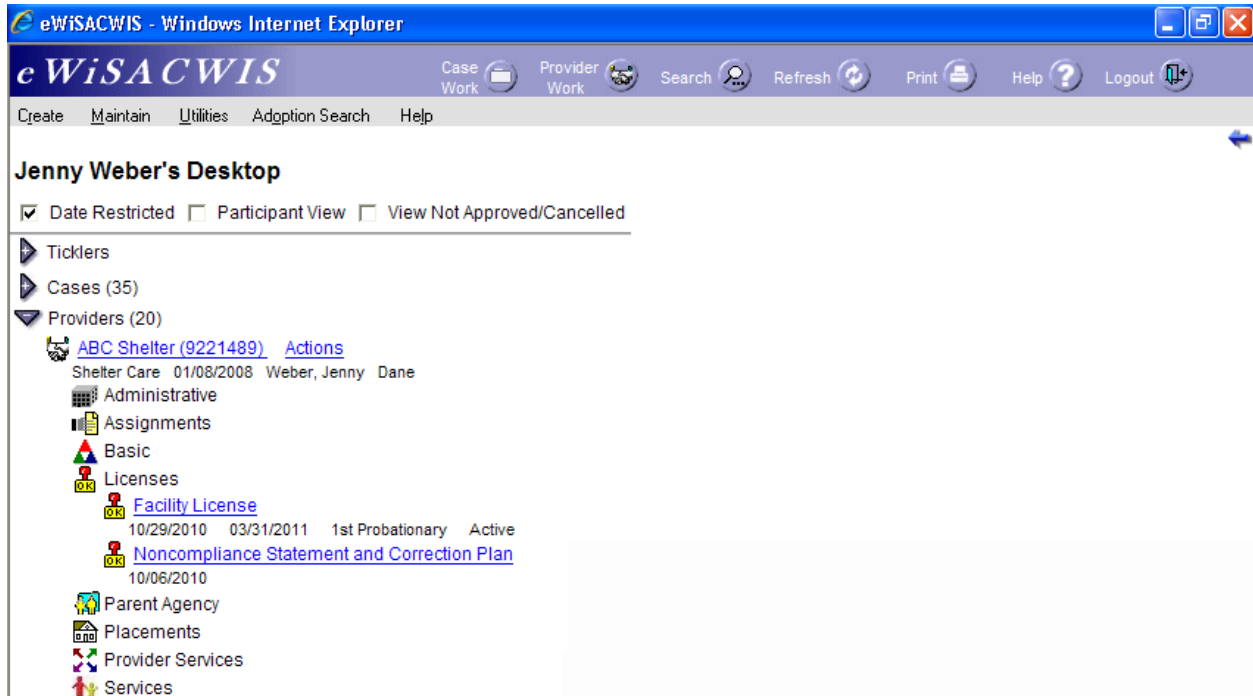 eWiSACWIS - Windows Internet Explorer
e WiSACWIS Case Work Provider Work Search Refresh Print Help Logout
Create Maintain Utilities Adoption Search Help
Jenny Weber's Desktop
Date Restricted Participant View View Not Approved/Cancelled
Ticklers
Cases (35)
Providers (20)
ABC Shelter (9221489) Actions
Shelter Care 01/08/2008 Weber, Jenny Dane
Administrative
Assignments
Basic
OK Licenses
OK Facility License
10/29/2010 03/31/2011 1st Probationary Active
OK Noncompliance Statement and Correction Plan
10/06/2010
Parent Agency
Placements
Provider Services
Services